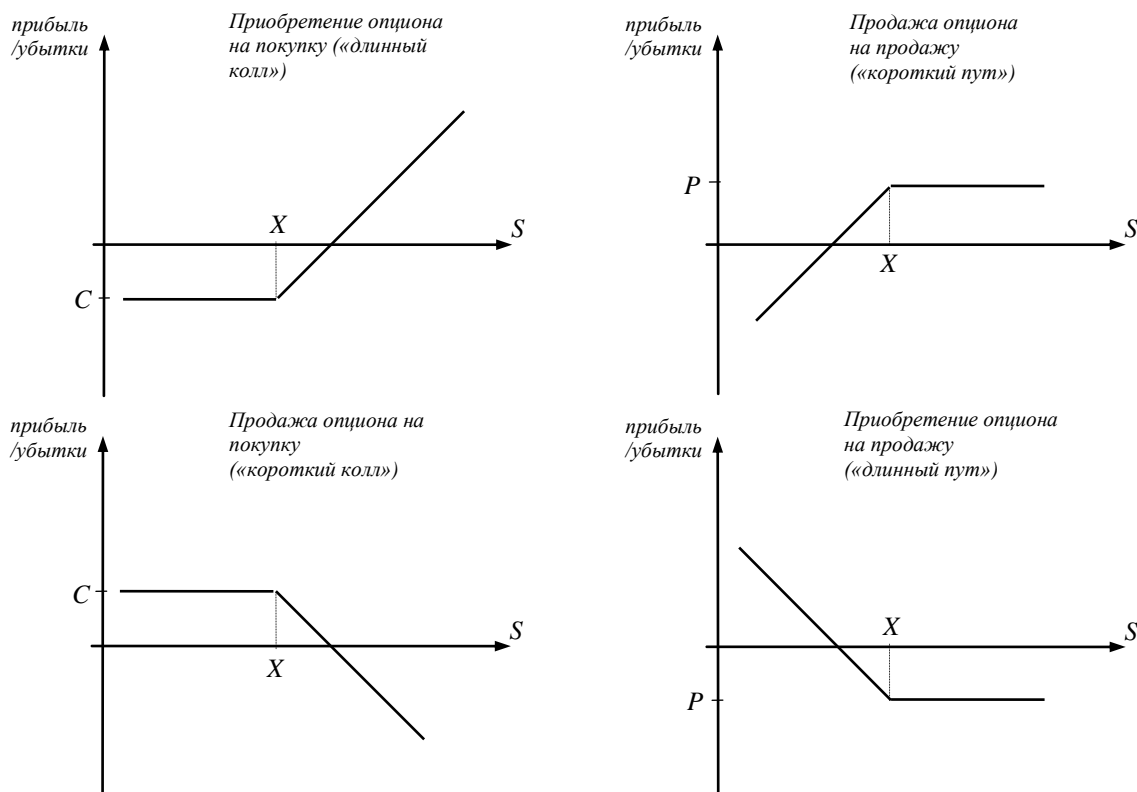 прибыль
/убытки
Приобретение опциона
на покупку («длинный
колл»)
X
S
C
прибыль
/убытки
Продажа опциона
на продажу
(«короткий пут»)
P
S
X
прибыль
/убытки
Продажа опциона на
покупку
(«короткий колл»)
C
S
X
прибыль
/убытки
Приобретение опциона
на продажу
(«длинный пут»)
X
S
P